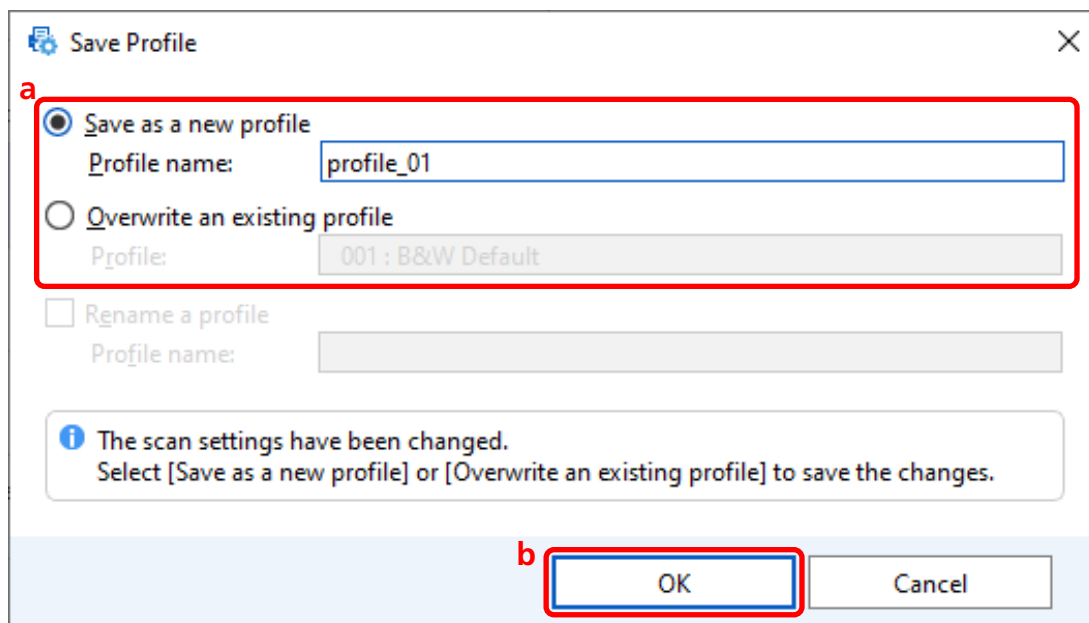 Save Profile
a
Save as a new profile
Profile name: profile_01
Overwrite an existing profile
Profile: 001 : B&W Default
Rename a profile
Profile name:
The scan settings have been changed.
Select [Save as a new profile] or [Overwrite an existing profile] to save the changes.
b
OK Cancel